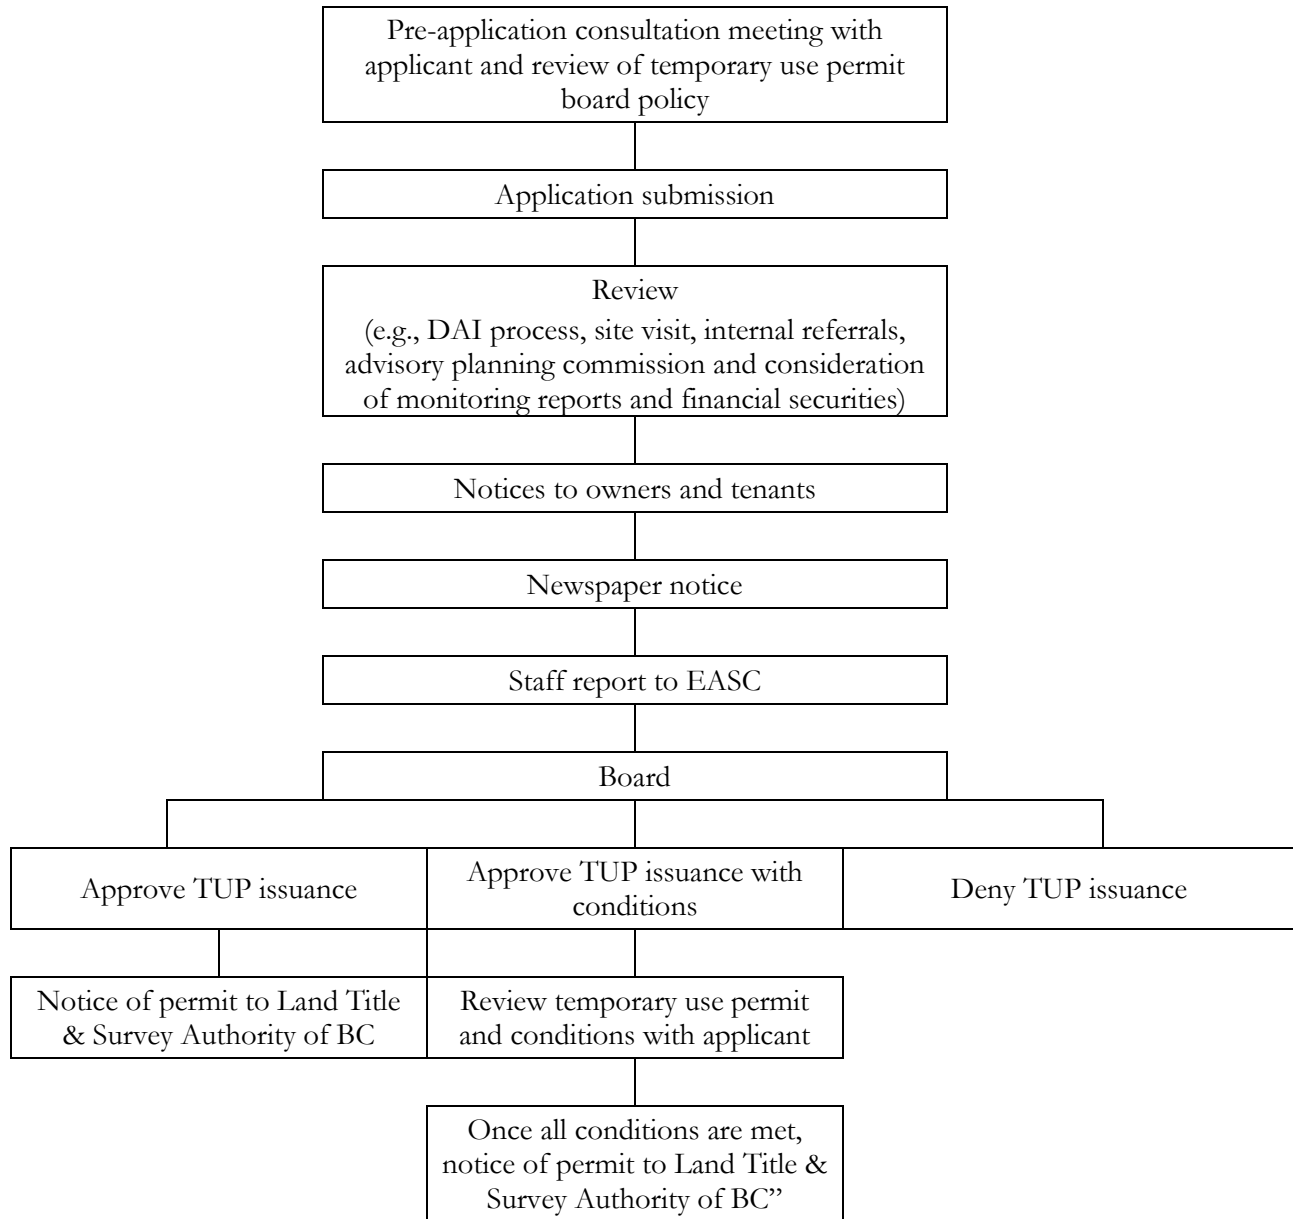 Pre-application consultation meeting with
applicant and review of temporary use permit
board policy
Application submission
Review
(e.g., DAI process, site visit, internal referrals,
advisory planning commission and consideration
of monitoring reports and financial securities)
Notices to owners and tenants
Newspaper notice
Staff report to EASC
Board
Approve TUP issuance
Approve TUP issuance with
conditions
Deny TUP issuance
Notice of permit to Land Title
& Survey Authority of BC
Review temporary use permit
and conditions with applicant
Once all conditions are met,
notice of permit to Land Title &
Survey Authority of BC”